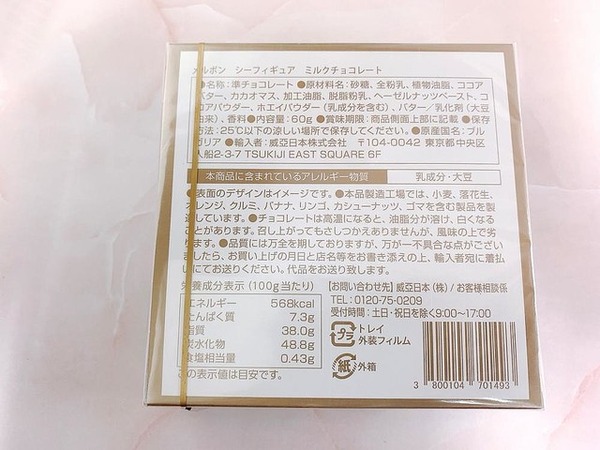 メルボン シーフィギュア ミルクチョコレート
●名称：準チョコレート ●原材料名：砂糖、全粉乳、植物油脂、ココア
バター、カカオマス、加工油脂、脱脂粉乳、ヘーゼルナッツペースト、コ
コアパウダー、ホエイパウダー（乳成分を含む）、バター／乳化剤（大豆
由来）、香料●内容量：60g ●賞味期限：商品側面上部に記載 ●保存
方法：25℃以下の涼しい場所で保存してください。●原産国名：ブル
ガリア ●輸入者：威亞日本株式会社 〒104-0042 東京都中央区
入船2-3-7 TSUKIJI EAST SQUARE 6F
本商品に含まれているアレルギー物質 乳成分・大豆
●表面のデザインはイメージです。●本品製造工場では、小麦、落花生、
オレンジ、クルミ、バナナ、リンゴ、カシューナッツ、ゴマを含む製品を製
造しています。●チョコレートは高温になると、油脂分が溶け、白くなる
ことがあります。召し上がってもさしつかえありませんが、風味の上で劣
ります。●品質には万全を期しておりますが、万が一不具合な点がござい
ましたら、お買い上げの月日と店名等をお書き添えの上、輸入者宛に着払
いにてお送りください。代品をお送り致します。
栄養成分表示（100g当たり）
エネルギー 568kcal
たんぱく質 7.3g
脂質 38.0g
炭水化物 48.8g
食塩相当量 0.43g
この表示値は目安です。
［お問い合わせ先］威亞日本（株）／お客様相談係
TEL：0120-75-0209
受付時間：土日・祝日を除く9:00〜17:00
プラ トレイ
外装フィルム
紙 外箱
3 800104 701493